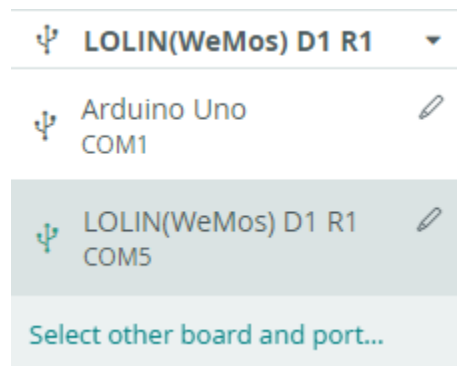 LOLIN(WeMos) D1 R1
Arduino Uno
COM1
LOLIN(WeMos) D1 R1
COM5
Select other board and port...